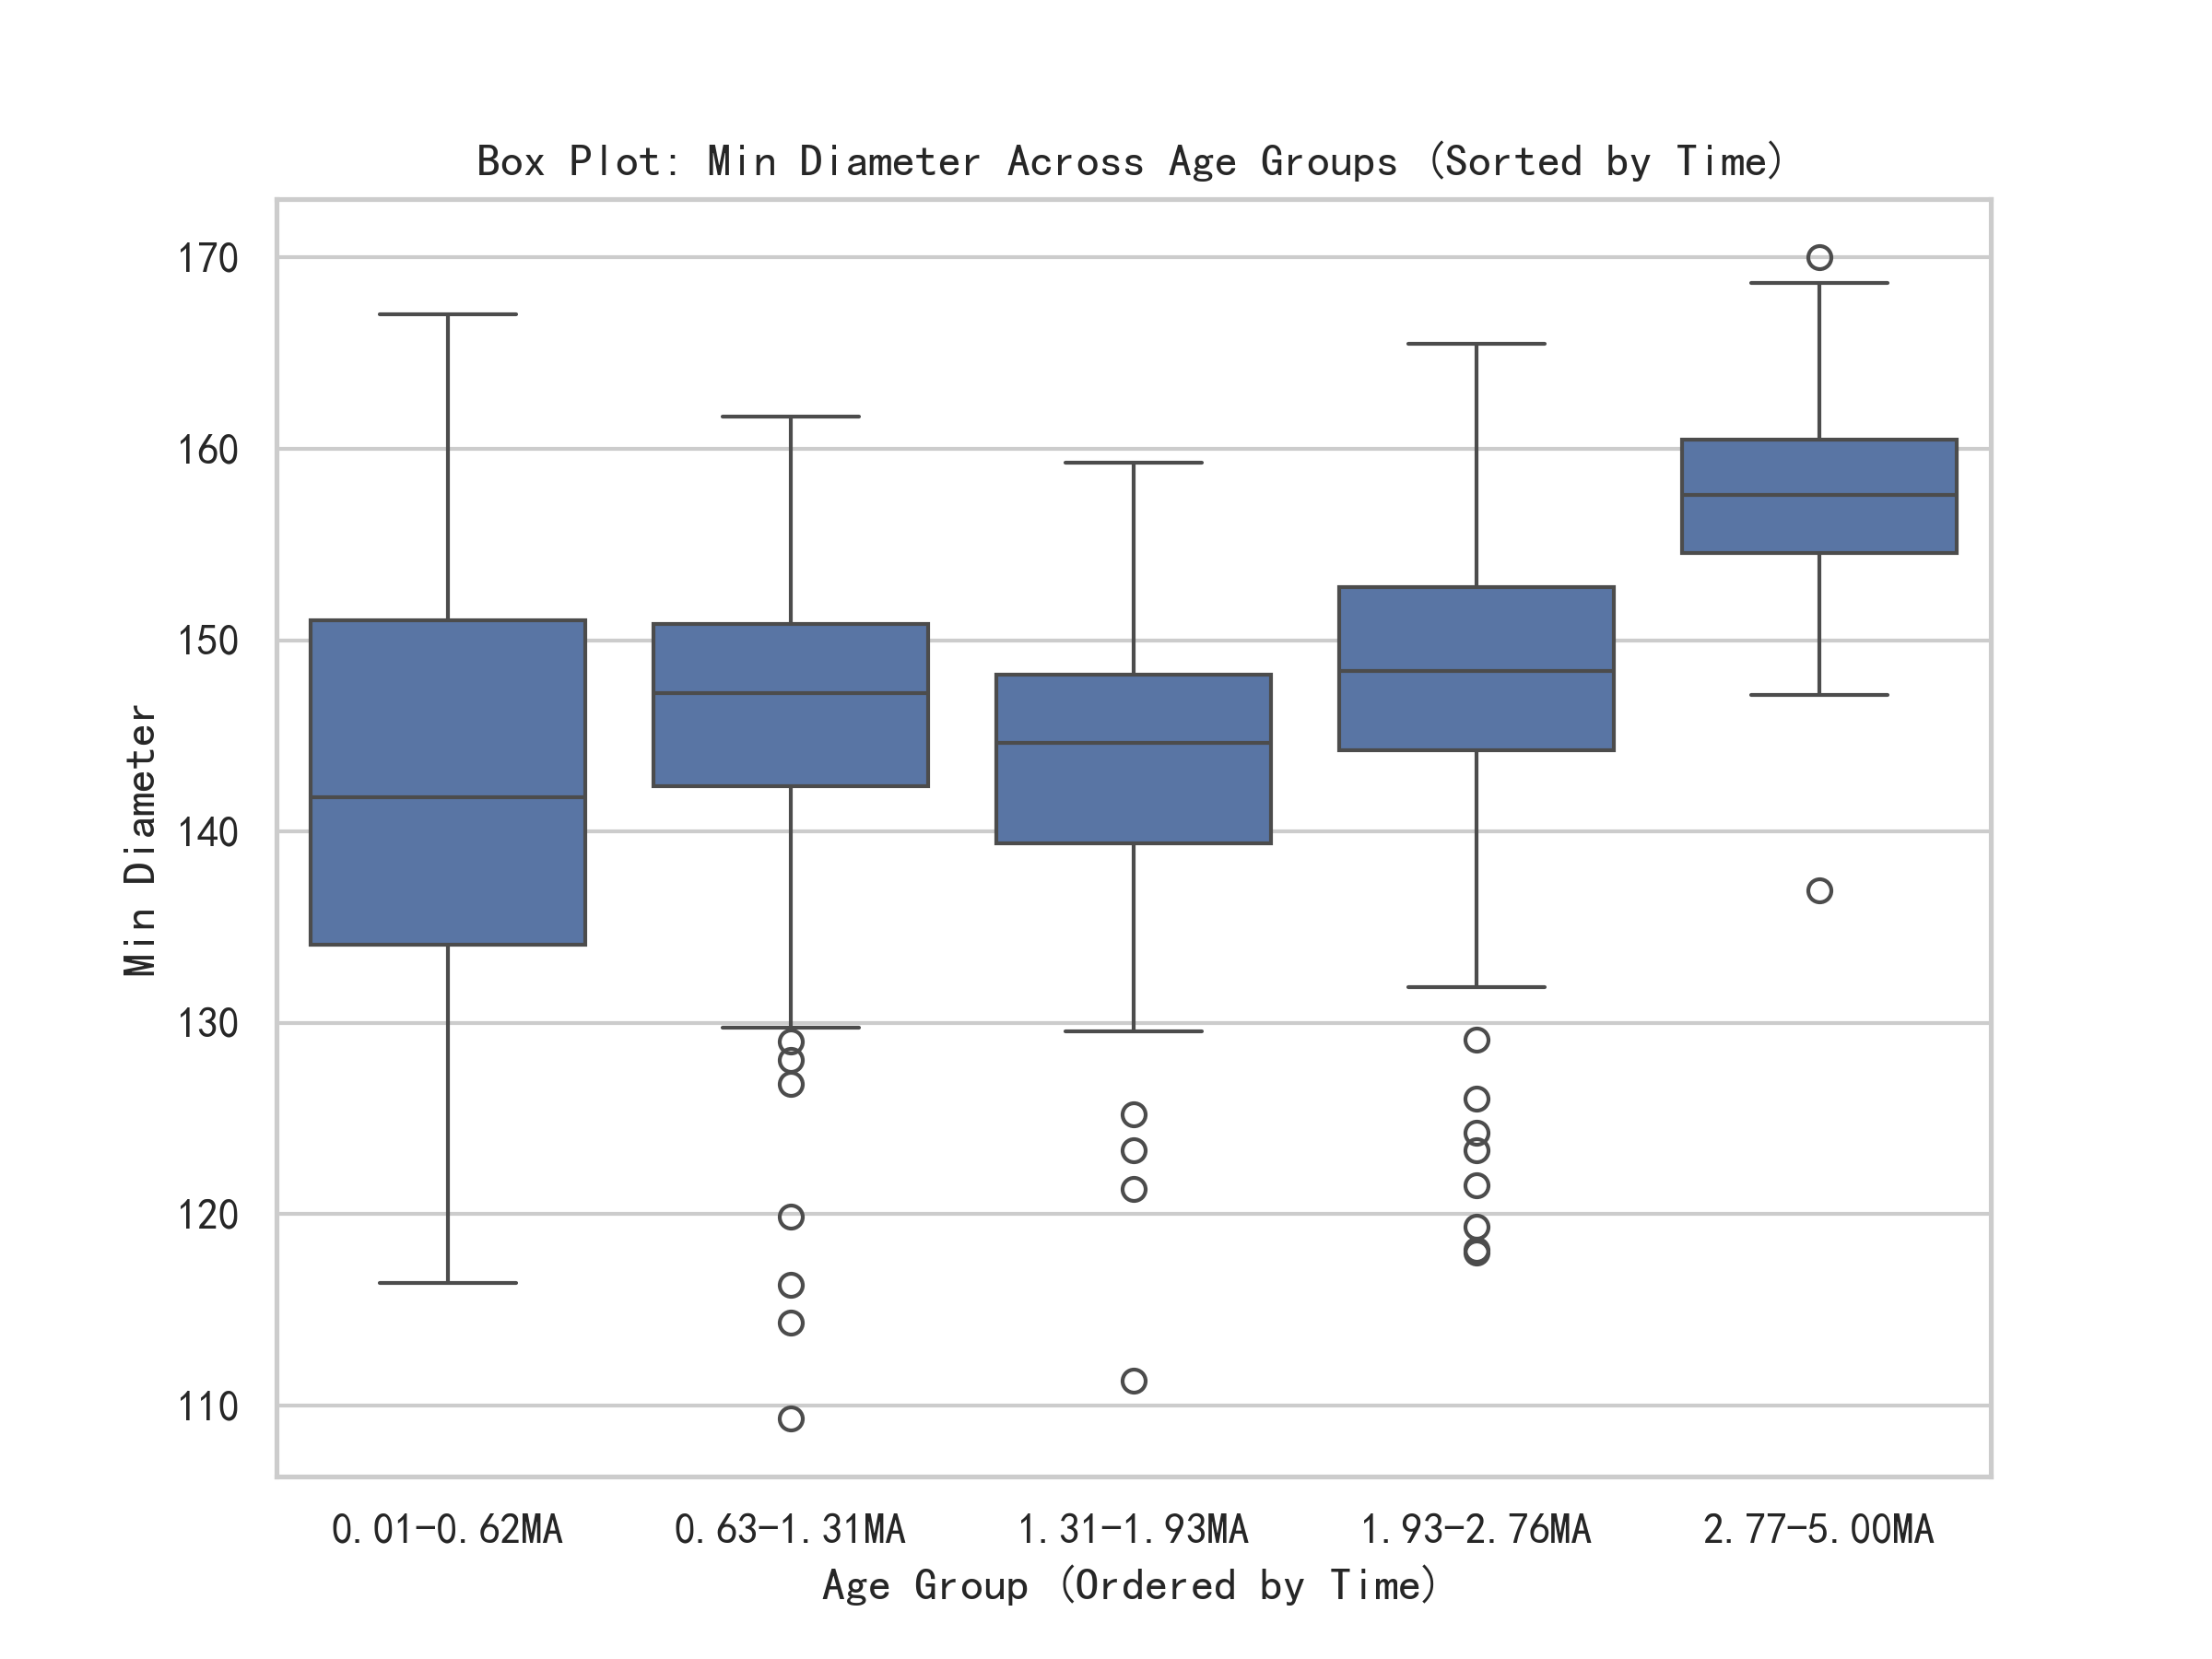 Box Plot: Min Diameter Across Age Groups (Sorted by Time)
170
160
150
140
130
120
110
Min Diameter
0.01-0.62MA
0.63-1.31MA
1.31-1.93MA
1.93-2.76MA
2.77-5.00MA
Age Group (Ordered by Time)